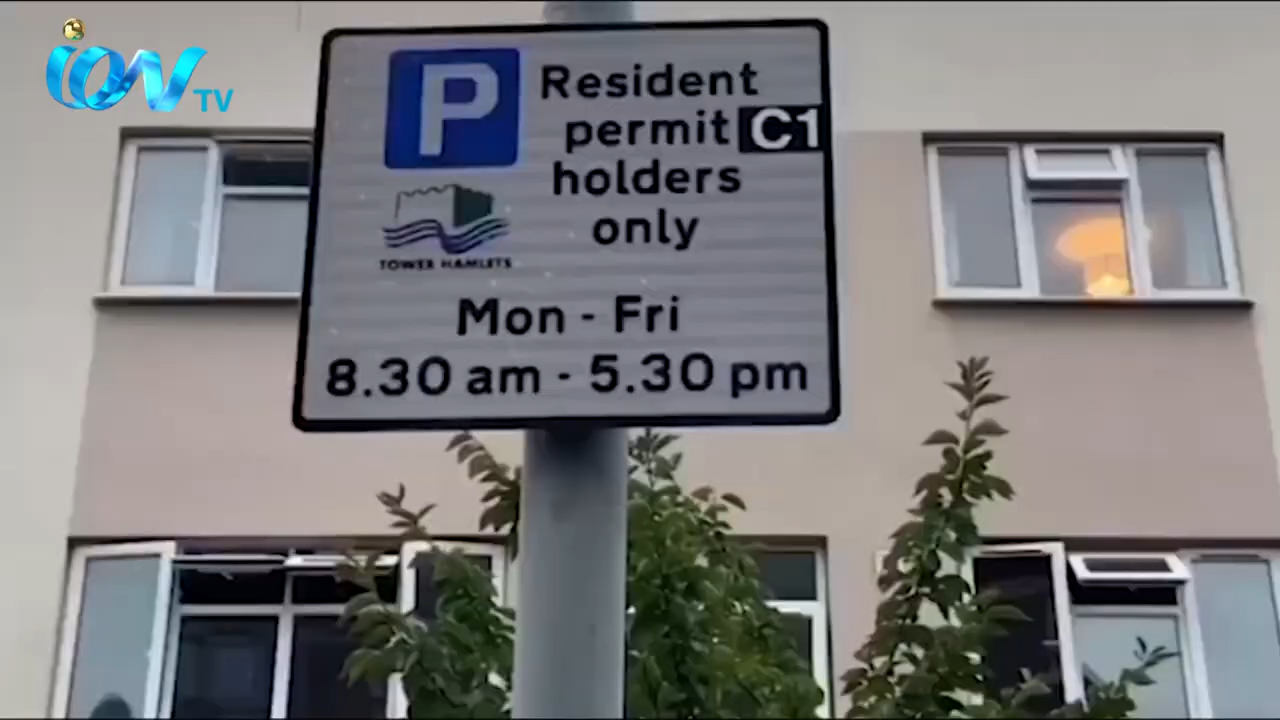 iON TV
P
Resident
permit C1
holders
only
TOWER HAMLETS
Mon - Fri
8.30 am - 5.30 pm